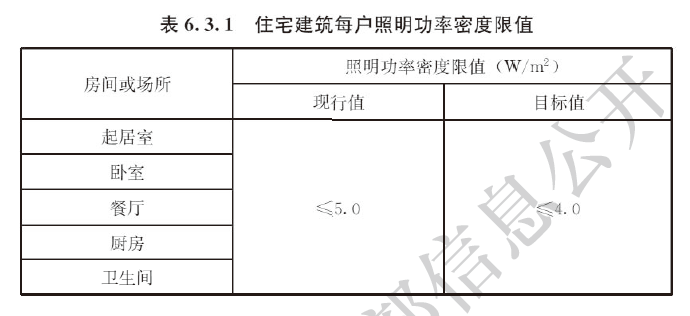 表 6.3.1 住宅建筑每户照明功率密度限值
房间或场所
照明功率密度限值（W/m²）
现行值
目标值
起居室
卧室
餐厅
厨房
卫生间
≤5.0
≤4.0
部信息公开